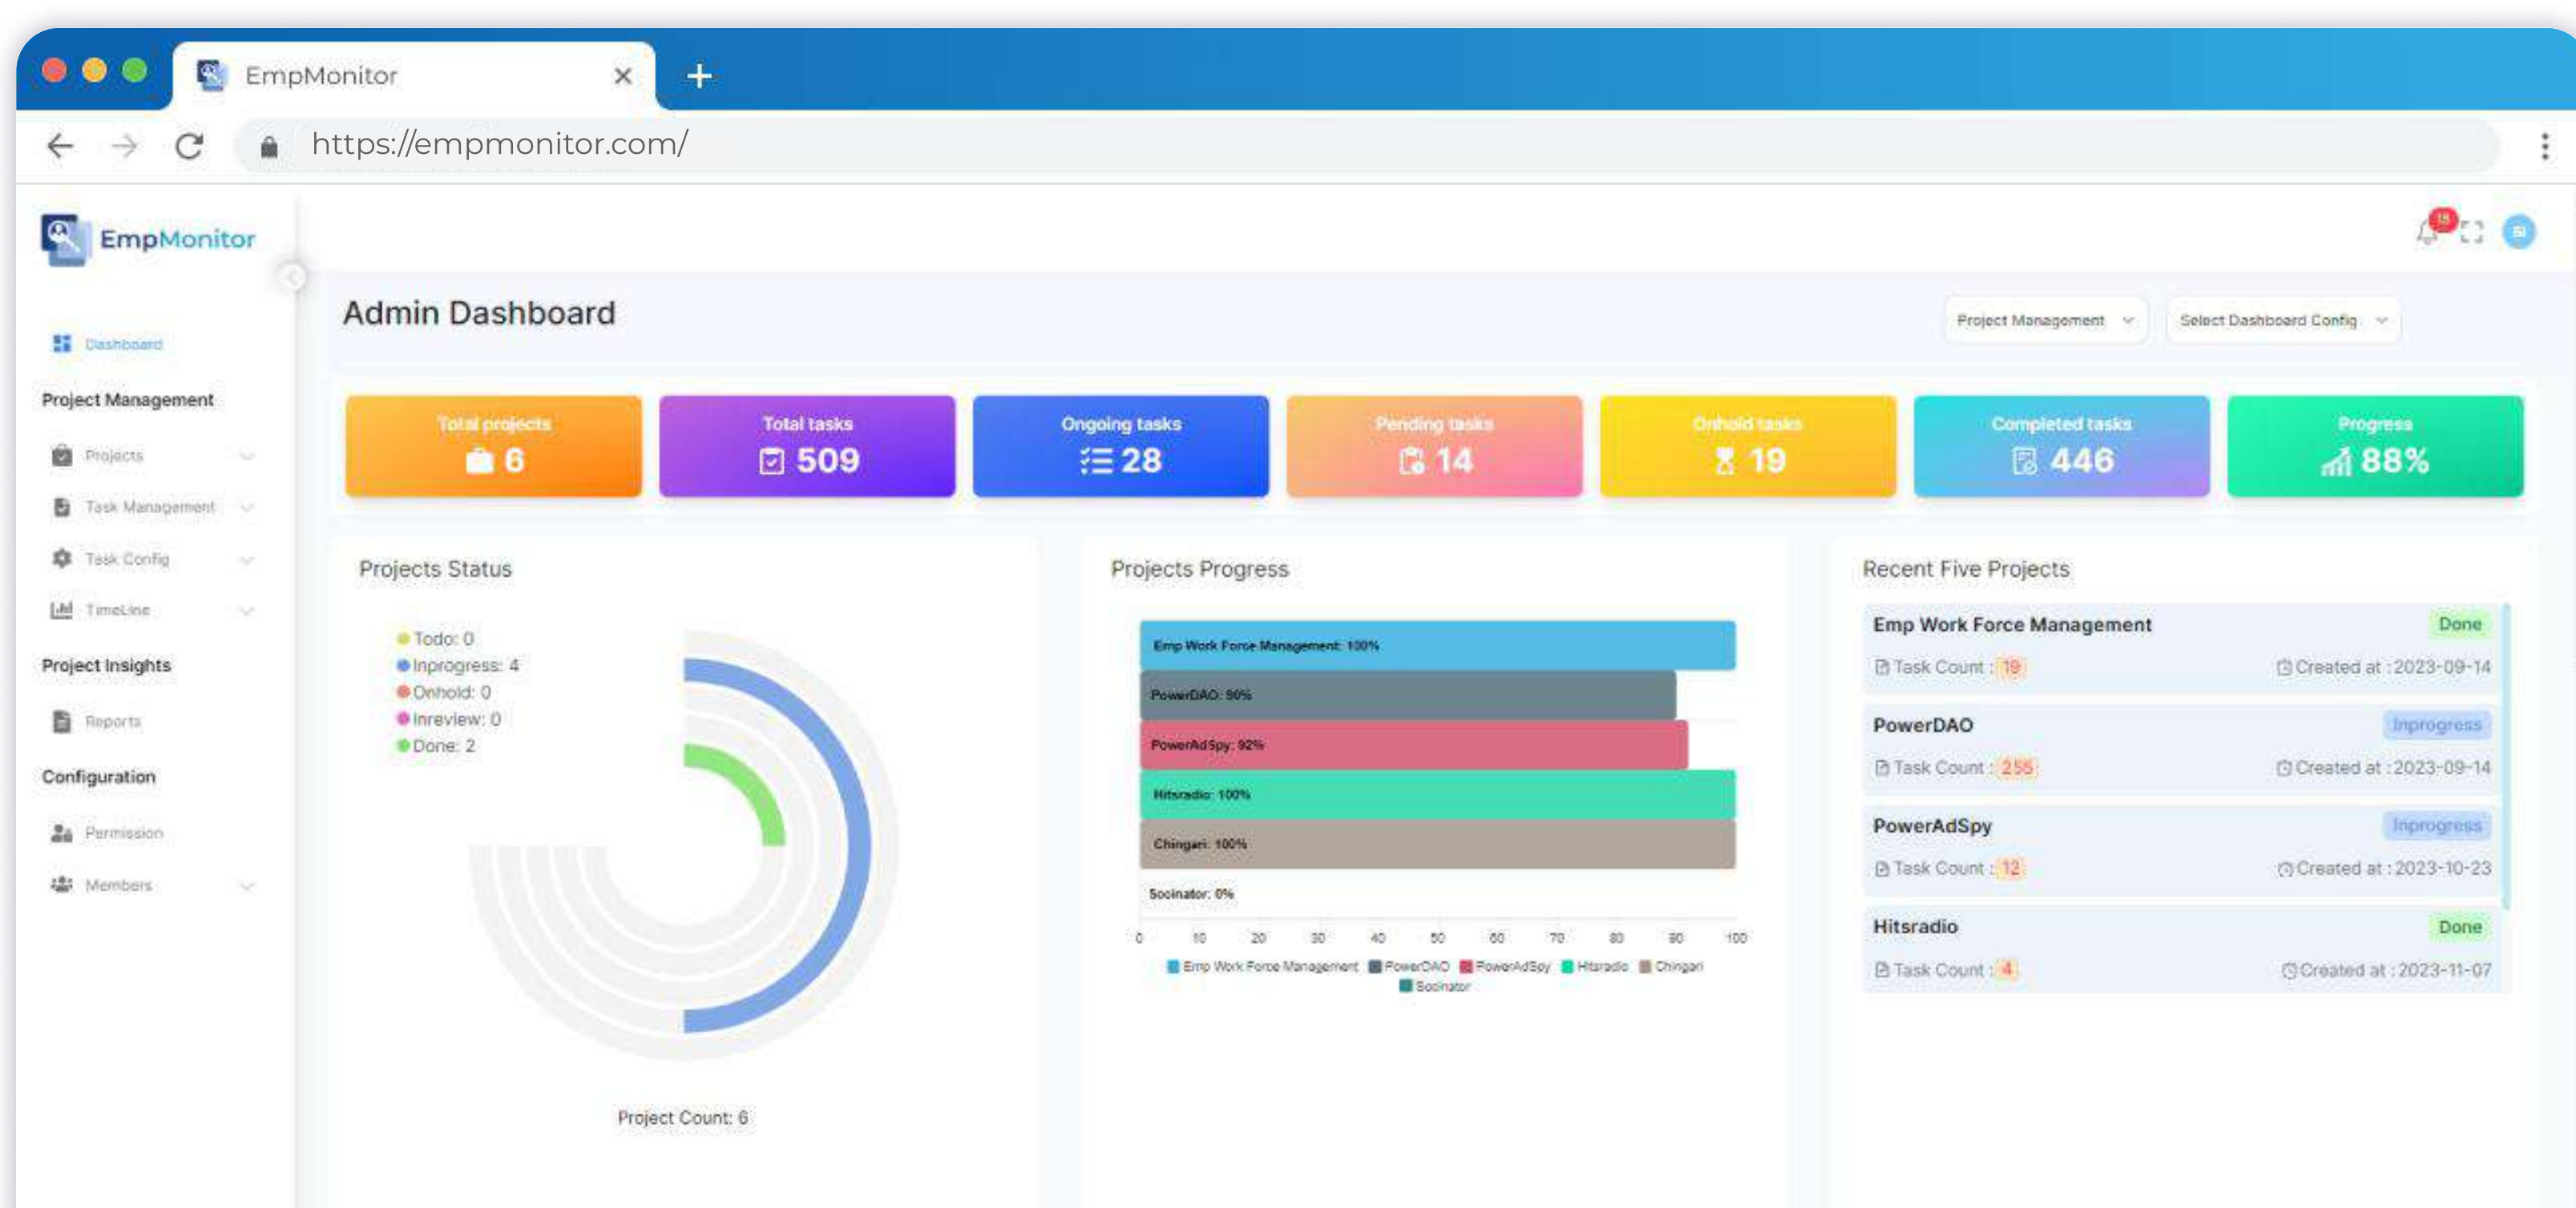 EmpMonitor
https://empmonitor.com/
EmpMonitor
15
Admin Dashboard
Project Management
Select Dashboard Config
Dashboard
Project Management
Projects
Task Management
Task Config
TimeLine
Project Insights
Reports
Configuration
Permission
Members
Total projects
6
Total tasks
509
Ongoing tasks
28
Pending tasks
14
Onhold tasks
19
Completed tasks
446
Progress
88%
Projects Status
Todo: 0
Inprogress: 4
Onhold: 0
Inreview: 0
Done: 2
Project Count: 6
Projects Progress
Emp Work Force Management: 100%
PowerDAO: 90%
PowerAdSpy: 92%
Hitsradio: 100%
Chingari: 100%
Socinator: 0%
0 10 20 30 40 50 60 70 80 90 100
Emp Work Force Management PowerDAO PowerAdSpy Hitsradio Chingari
Socinator
Recent Five Projects
Emp Work Force Management Done
Task Count : 19 Created at : 2023-09-14
PowerDAO Inprogress
Task Count : 255 Created at : 2023-09-14
PowerAdSpy Inprogress
Task Count : 12 Created at : 2023-10-23
Hitsradio Done
Task Count : 4 Created at : 2023-11-07